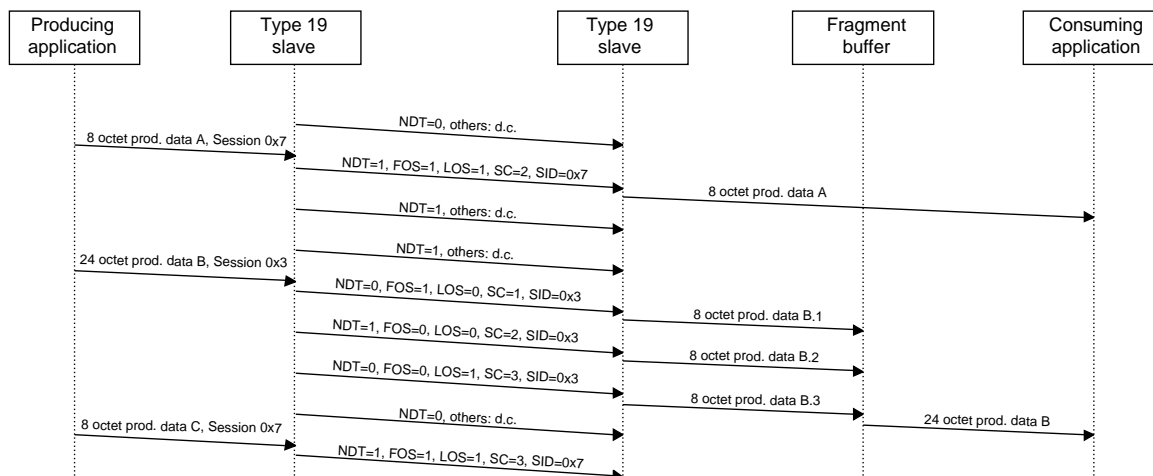 Producing
application
Type 19
slave
Type 19
slave
Fragment
buffer
Consuming
application
NDT=0, others: d.c.
8 octet prod. data A, Session 0x7
NDT=1, FOS=1, LOS=1, SC=2, SID=0x7
8 octet prod. data A
NDT=1, others: d.c.
NDT=1, others: d.c.
24 octet prod. data B, Session 0x3
NDT=0, FOS=1, LOS=0, SC=1, SID=0x3
8 octet prod. data B.1
NDT=1, FOS=0, LOS=0, SC=2, SID=0x3
8 octet prod. data B.2
NDT=0, FOS=0, LOS=1, SC=3, SID=0x3
8 octet prod. data B.3
NDT=0, others: d.c.
24 octet prod. data B
8 octet prod. data C, Session 0x7
NDT=1, FOS=1, LOS=1, SC=3, SID=0x7